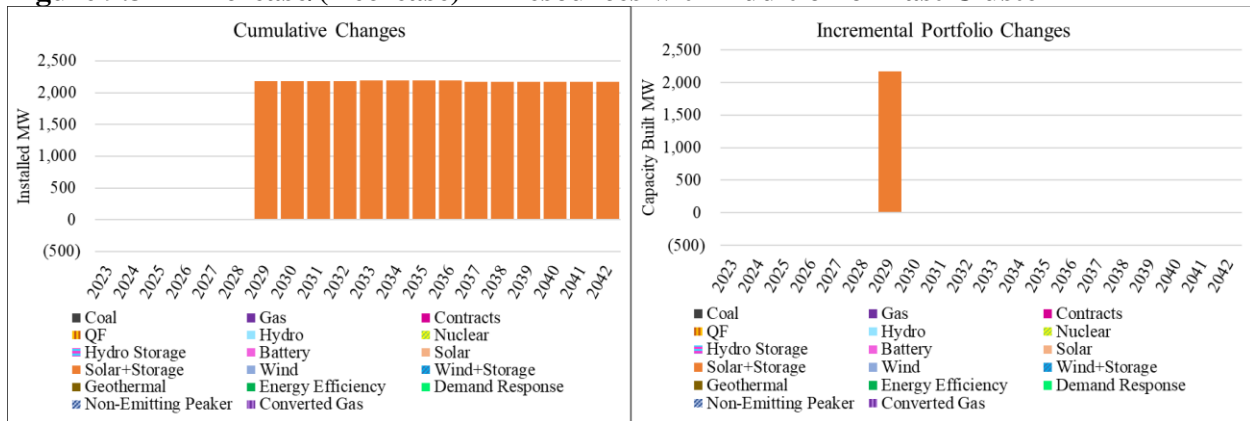 Cumulative Changes
Installed MW
2,500
2,000
1,500
1,000
500
0
(500)
2023 2024 2025 2026 2027 2028 2029 2030 2031 2032 2033 2034 2035 2036 2037 2038 2039 2040 2041 2042
Coal Gas Contracts
QF Hydro Nuclear
Hydro Storage Battery Solar
Solar+Storage Wind Wind+Storage
Geothermal Energy Efficiency Demand Response
Non-Emitting Peaker Converted Gas
Incremental Portfolio Changes
Capacity Built MW
2,500
2,000
1,500
1,000
500
0
(500)
2023 2024 2025 2026 2027 2028 2029 2030 2031 2032 2033 2034 2035 2036 2037 2038 2039 2040 2041 2042
Coal Gas Contracts
QF Hydro Nuclear
Hydro Storage Battery Solar
Solar+Storage Wind Wind+Storage
Geothermal Energy Efficiency Demand Response
Non-Emitting Peaker Converted Gas